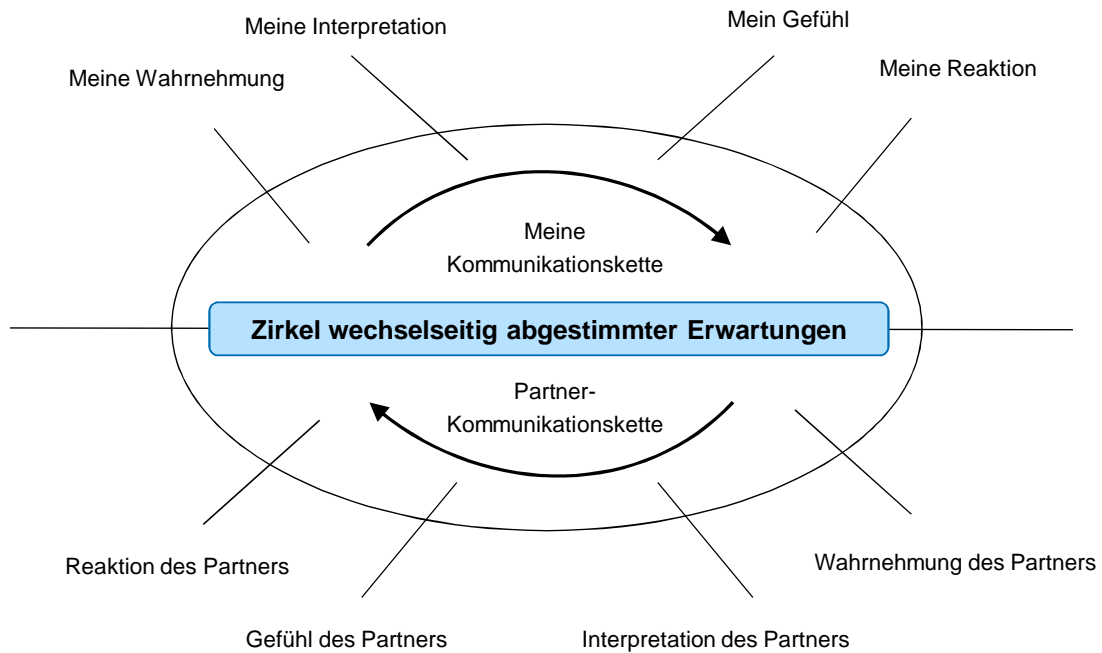 Meine Interpretation
Mein Gefühl
Meine Wahrnehmung
Meine Reaktion
Meine
Kommunikationskette
Zirkel wechselseitig abgestimmter Erwartungen
Partner-
Kommunikationskette
Reaktion des Partners
Wahrnehmung des Partners
Gefühl des Partners
Interpretation des Partners